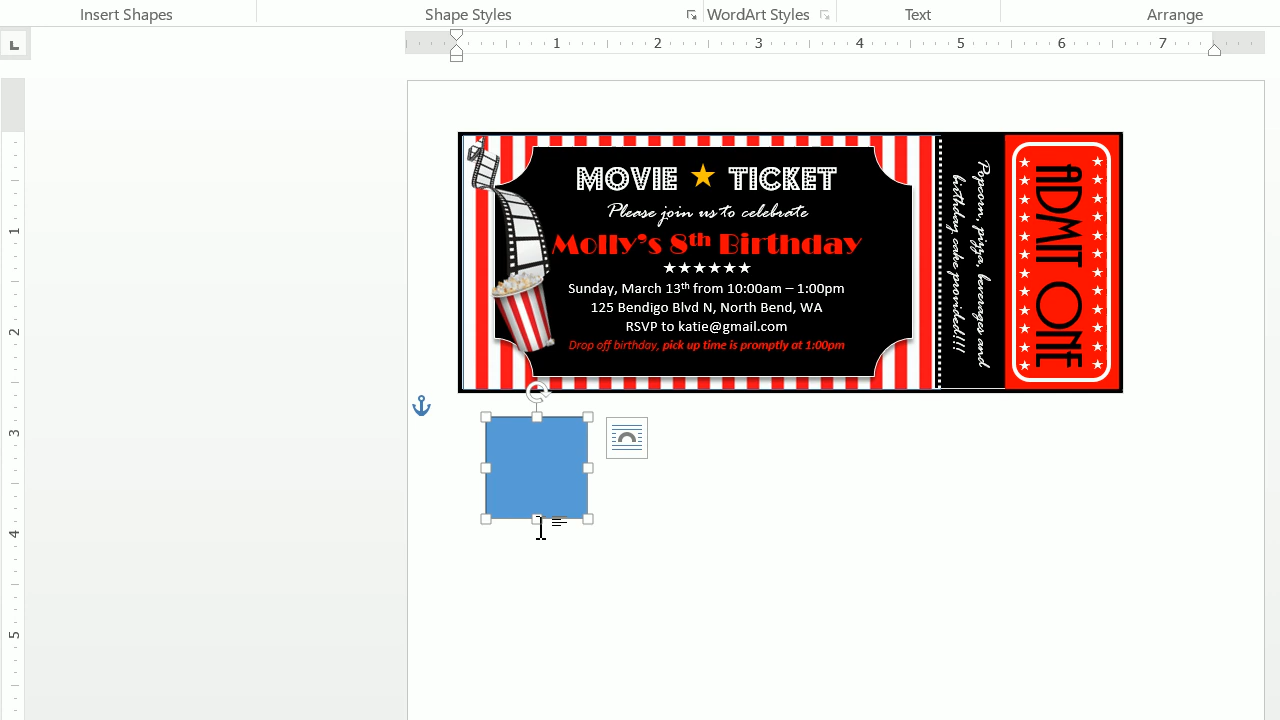 Insert Shapes
Shape Styles
WordArt Styles
Text
Arrange
1 2 3 4 5 6 7
MOVIE ★ TICKET
Please join us to celebrate
Molly's 8th Birthday
★★★★★★
Sunday, March 13th from 10:00am – 1:00pm
125 Bendigo Blvd N, North Bend, WA
RSVP to katie@gmail.com
Drop off birthday, pick up time is promptly at 1:00pm
Popcorn, pizza, beverages and
birthday cake provided!!!
ADMIT ONE
1
2
3
4
5